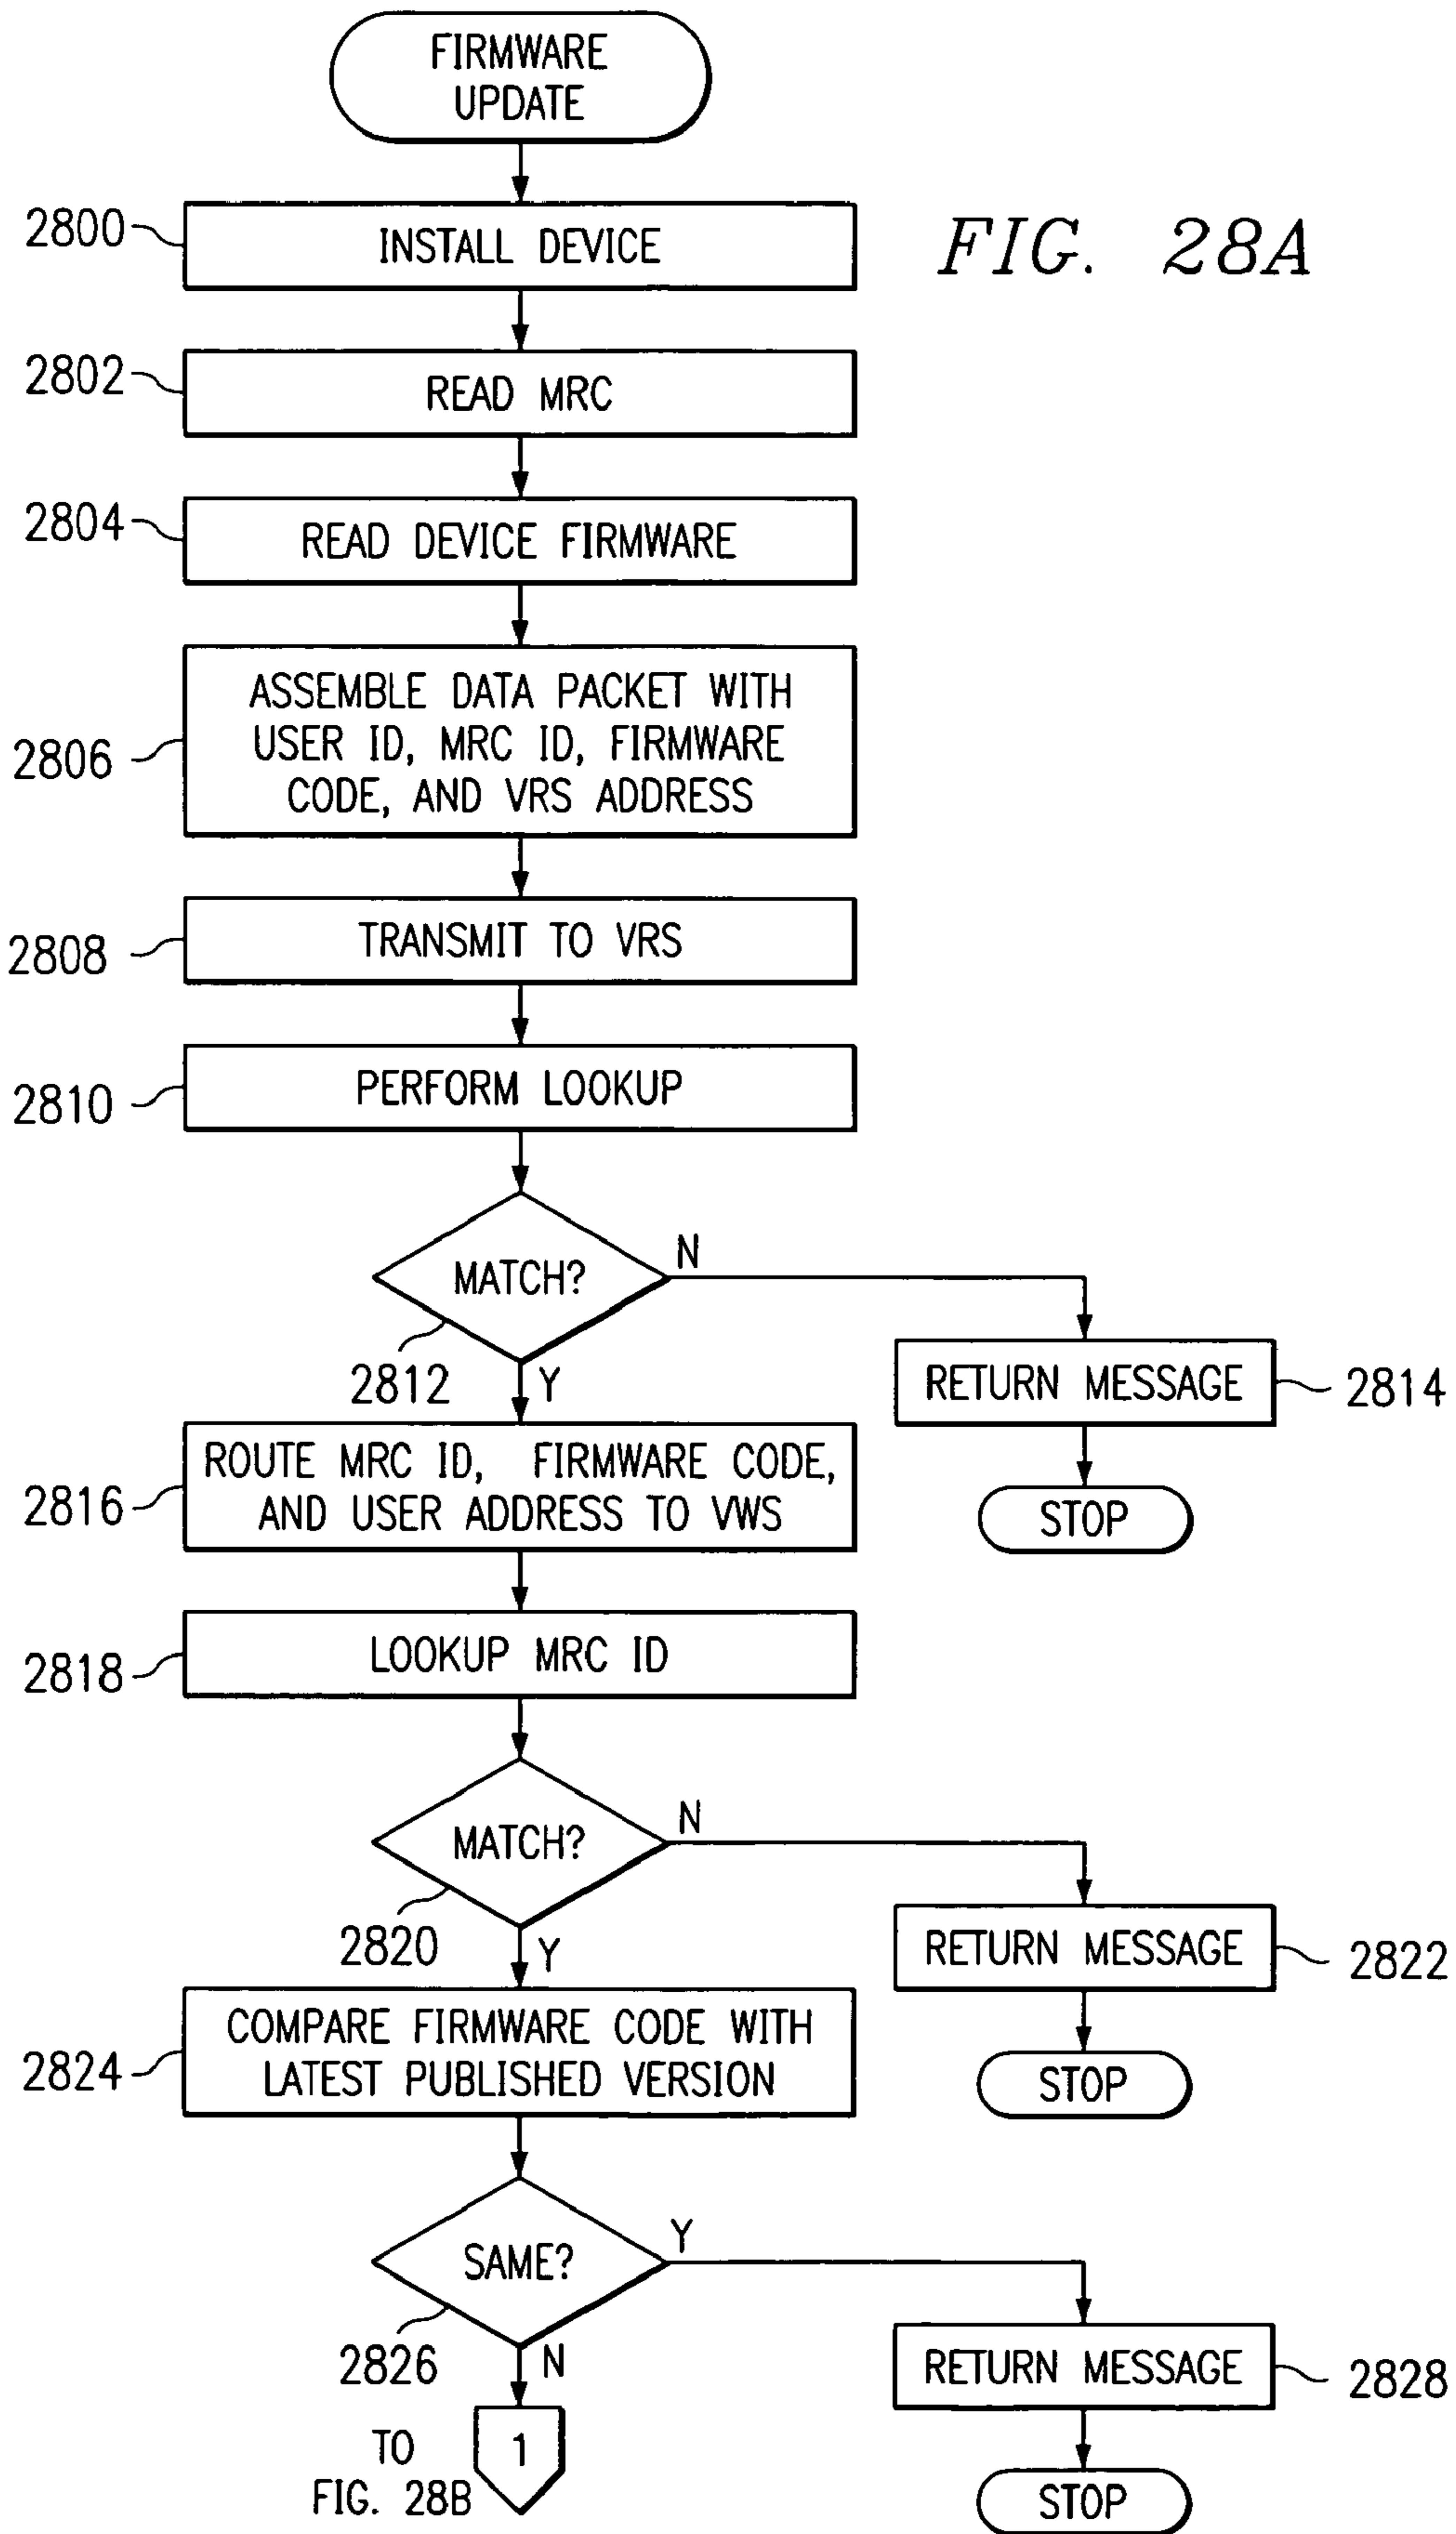 FIRMWARE
UPDATE
2800
INSTALL DEVICE
FIG. 28A
2802
READ MRC
2804
READ DEVICE FIRMWARE
2806
ASSEMBLE DATA PACKET WITH
USER ID, MRC ID, FIRMWARE
CODE, AND VRS ADDRESS
2808
TRANSMIT TO VRS
2810
PERFORM LOOKUP
MATCH?
N
2812
Y
RETURN MESSAGE
2814
STOP
2816
ROUTE MRC ID, FIRMWARE CODE,
AND USER ADDRESS TO VWS
2818
LOOKUP MRC ID
MATCH?
N
2820
Y
RETURN MESSAGE
2822
STOP
2824
COMPARE FIRMWARE CODE WITH
LATEST PUBLISHED VERSION
SAME?
Y
2826
N
RETURN MESSAGE
2828
STOP
TO
FIG. 28B
1